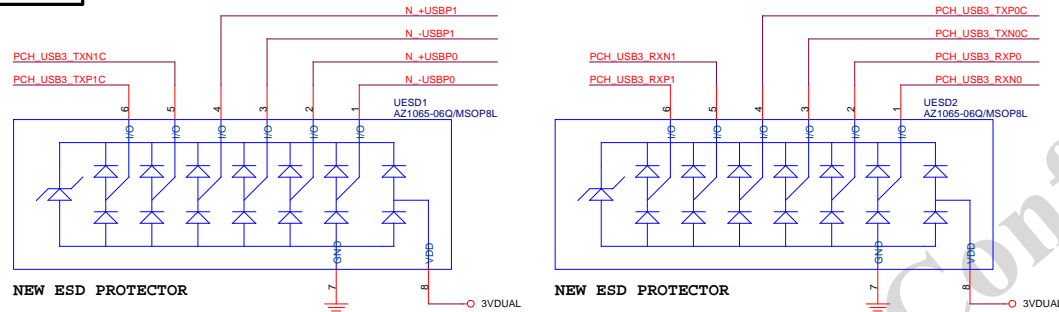 N_+USBP1
N_-USBP1
PCH_USB3_TXN1C
N_+USBP0
PCH_USB3_TXP1C
N_-USBP0
6 5 4 3 2 1
UESD1
AZ1065-06Q/MSOP8L
I/O I/O I/O I/O I/O I/O
GND VDD
7 8
NEW ESD PROTECTOR
3VDUAL
PCH_USB3_TXP0C
PCH_USB3_TXN0C
PCH_USB3_RXN1
PCH_USB3_RXP0
PCH_USB3_RXP1
PCH_USB3_RXN0
6 5 4 3 2 1
UESD2
AZ1065-06Q/MSOP8L
I/O I/O I/O I/O I/O I/O
GND VDD
7 8
NEW ESD PROTECTOR
3VDUAL
Conf